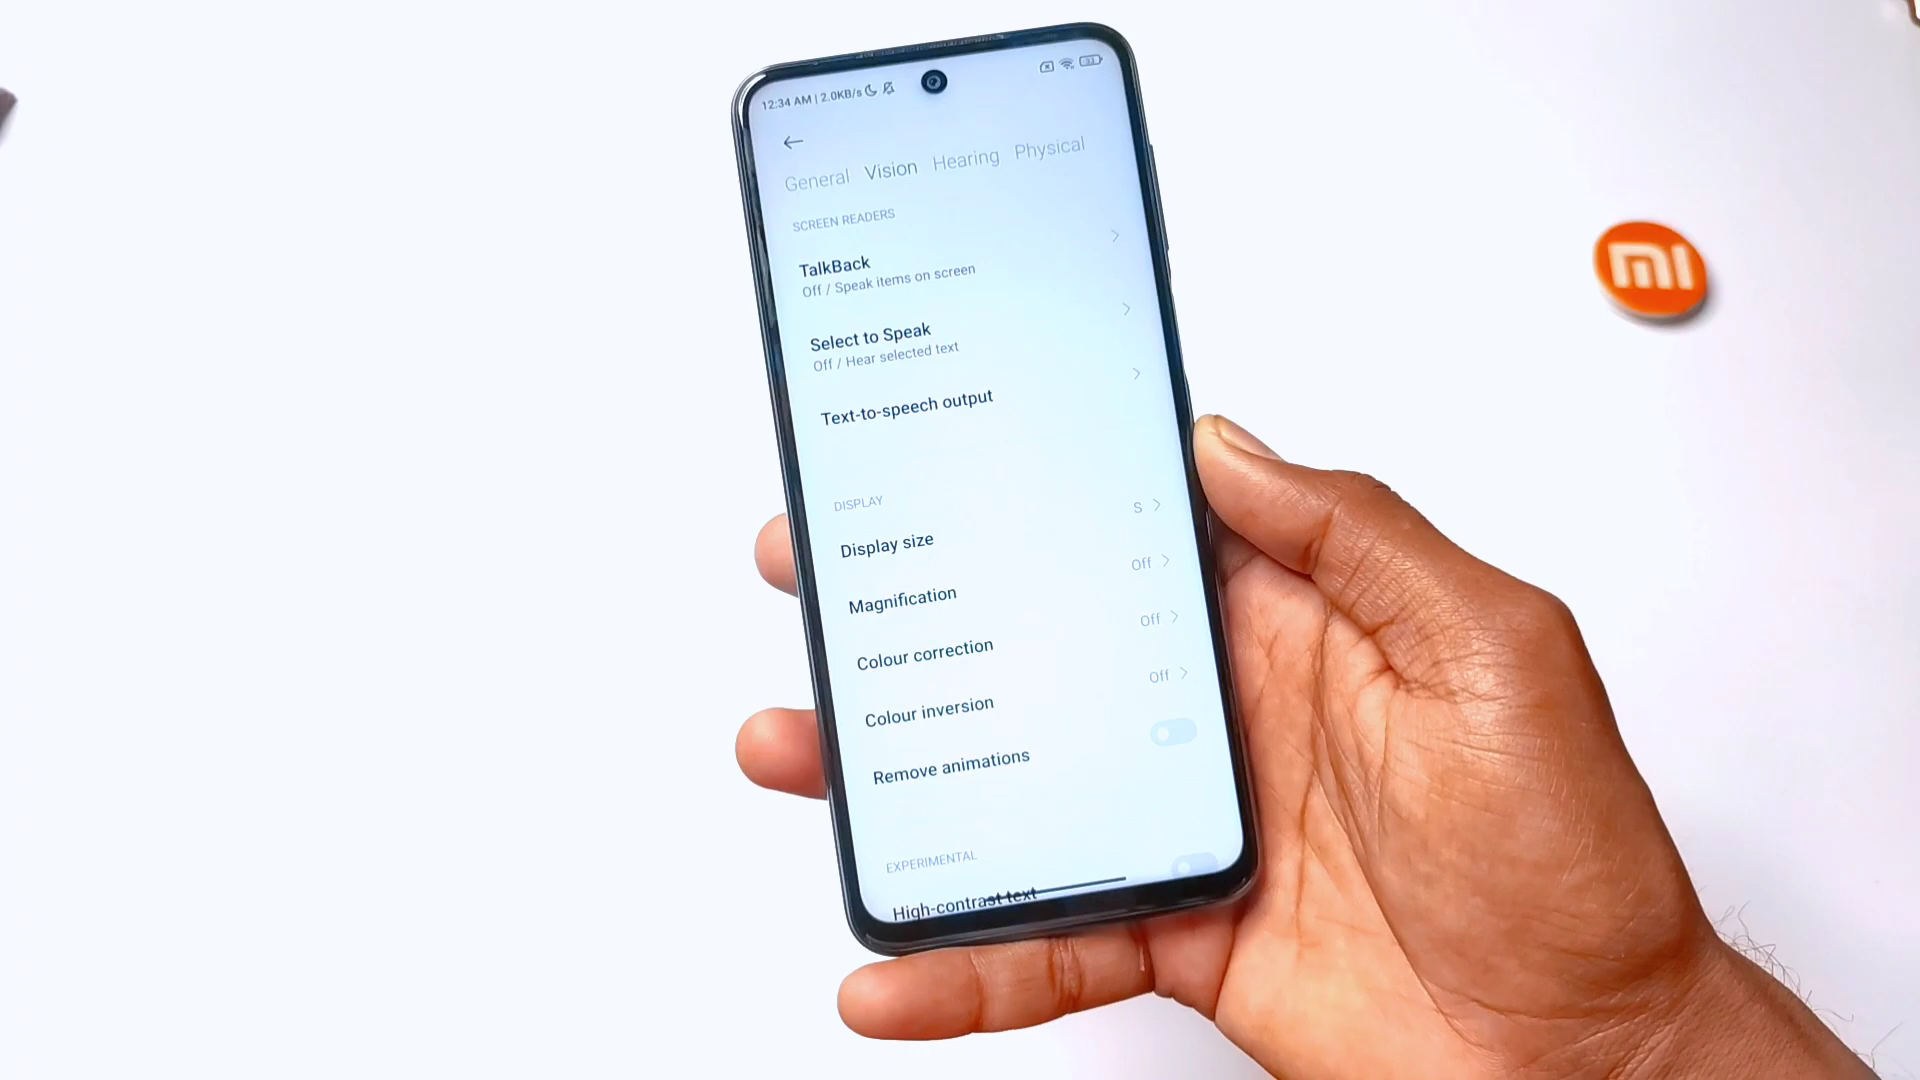 12:34 AM | 2.0KB/s
General Vision Hearing Physical
SCREEN READERS
TalkBack
Off / Speak items on screen
Select to Speak
Off / Hear selected text
Text-to-speech output
DISPLAY
Display size S
Magnification Off
Colour correction Off
Colour inversion Off
Remove animations
EXPERIMENTAL
High-contrast text
MI